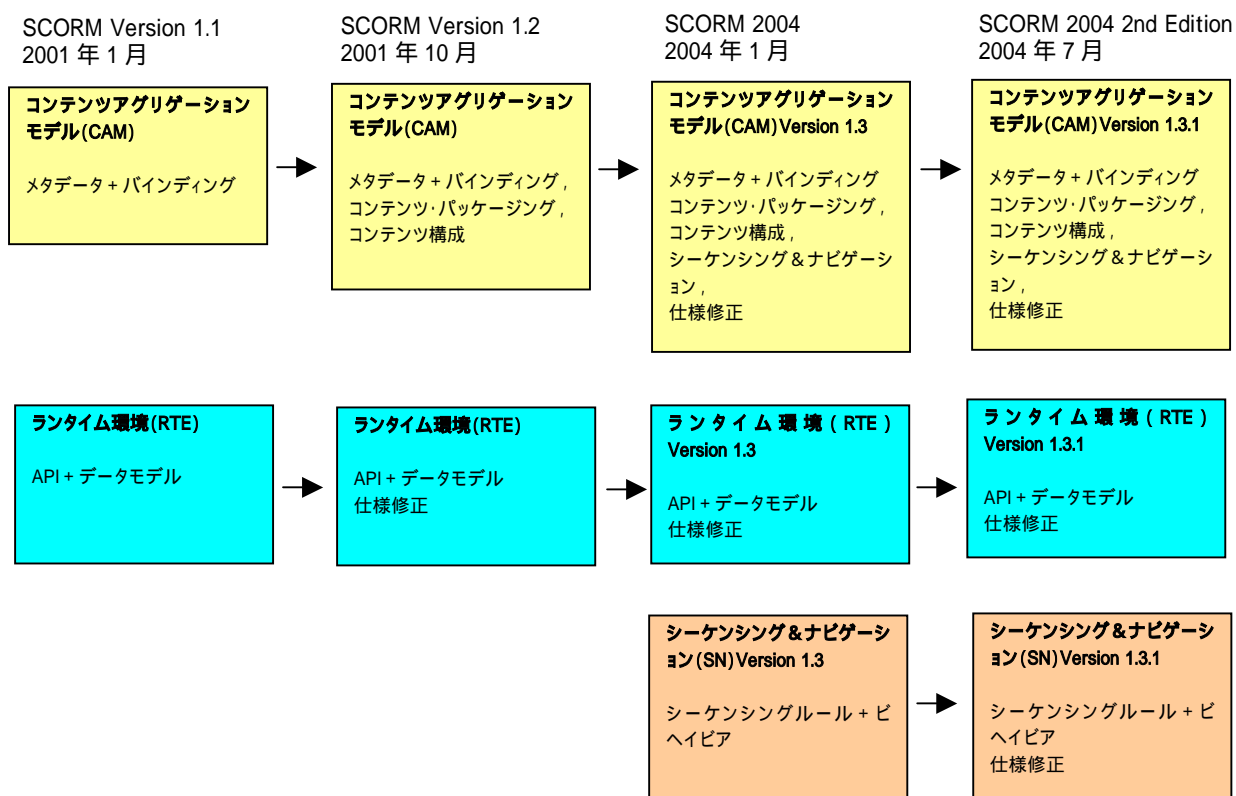 SCORM Version 1.1
2001 年 1 月
SCORM Version 1.2
2001 年 10 月
SCORM 2004
2004 年 1 月
SCORM 2004 2nd Edition
2004 年 7 月
コンテンツアグリゲーション
モデル(CAM)
メタデータ + バインディング
コンテンツアグリゲーション
モデル(CAM)
メタデータ + バインディング ,
コンテンツ・パッケージング ,
コンテンツ構成
コンテンツアグリゲーション
モデル(CAM)Version 1.3
メタデータ + バインディング
コンテンツ・パッケージング ,
コンテンツ構成 ,
シーケンシング&ナビゲーシ
ョン ,
仕様修正
コンテンツアグリゲーション
モデル(CAM)Version 1.3.1
メタデータ + バインディング
コンテンツ・パッケージング ,
コンテンツ構成 ,
シーケンシング&ナビゲーシ
ョン ,
仕様修正
ランタイム環境(RTE)
API + データモデル
ランタイム環境(RTE)
API + データモデル
仕様修正
ランタイム環境(RTE)
Version 1.3
API + データモデル
仕様修正
ランタイム環境(RTE)
Version 1.3.1
API + データモデル
仕様修正
シーケンシング&ナビゲーシ
ョン(SN)Version 1.3
シーケンシングルール + ビ
ヘイビア
シーケンシング&ナビゲーシ
ョン(SN)Version 1.3.1
シーケンシングルール + ビ
ヘイビア
仕様修正